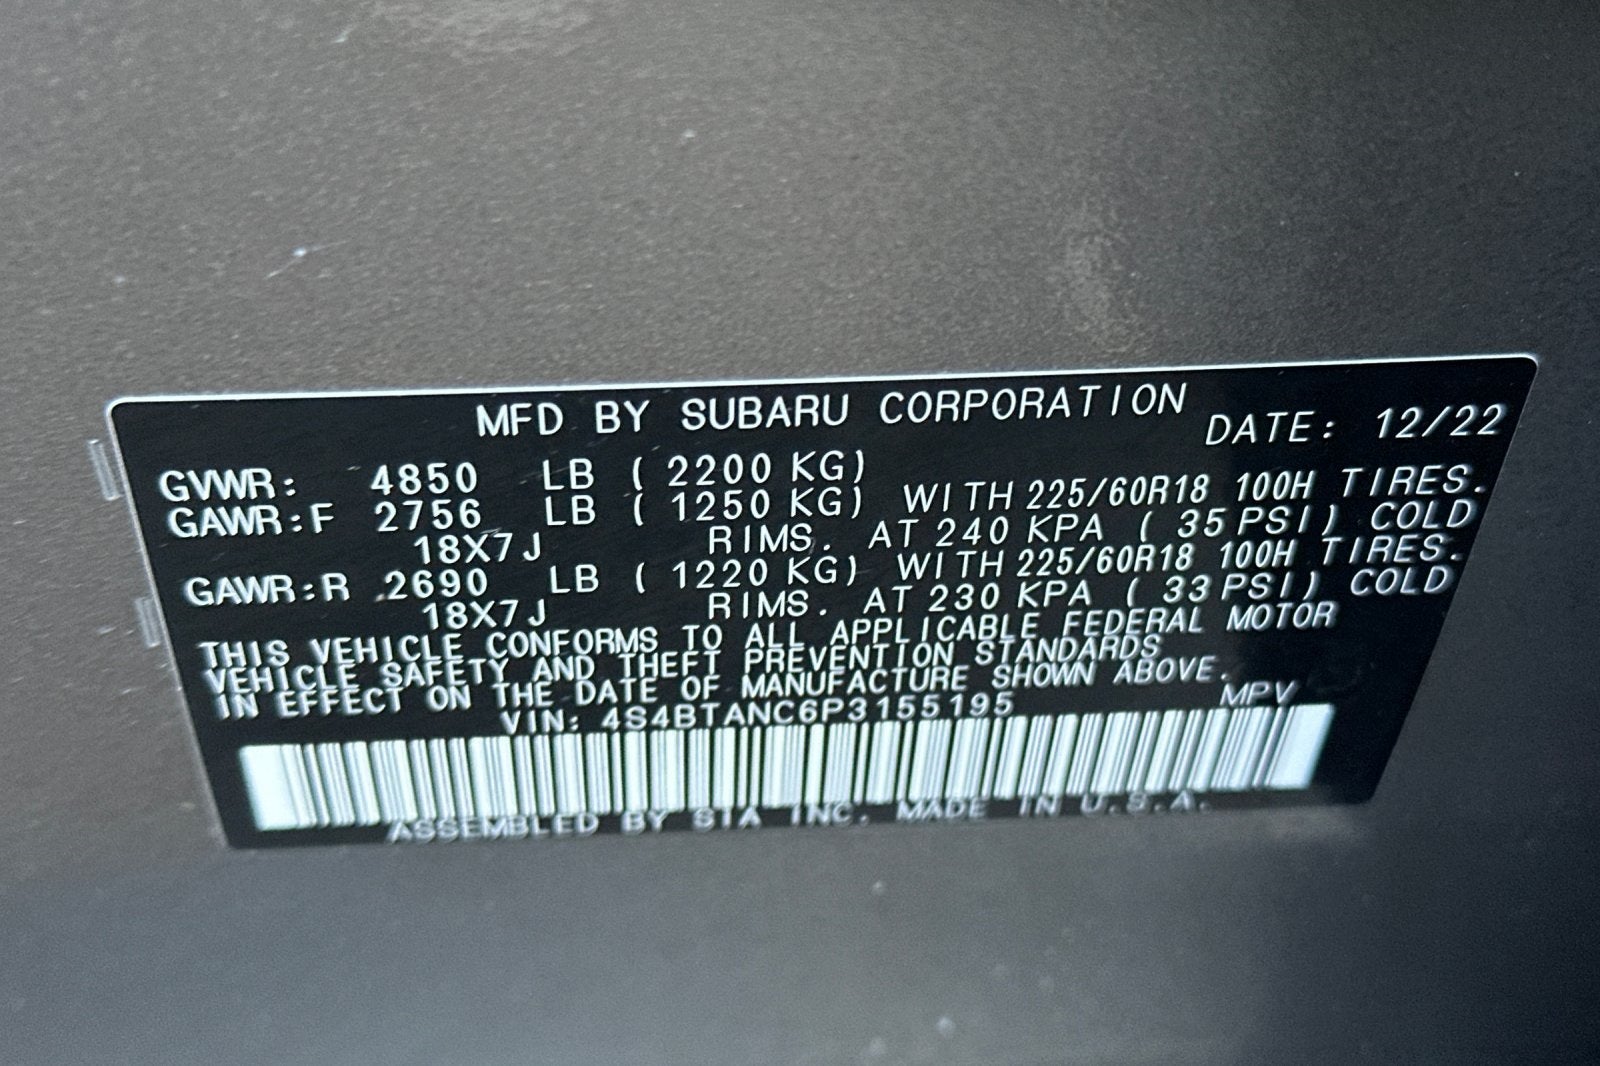 MFD BY SUBARU CORPORATION DATE: 12/22
GVWR: 4850 LB ( 2200 KG)
GAWR:F 2756 LB ( 1250 KG) WITH 225/60R18 100H TIRES.
18X7J RIMS. AT 240 KPA ( 35 PSI) COLD
GAWR:R 2690 LB ( 1220 KG) WITH 225/60R18 100H TIRES.
18X7J RIMS. AT 230 KPA ( 33 PSI) COLD
THIS VEHICLE CONFORMS TO ALL APPLICABLE FEDERAL MOTOR
VEHICLE SAFETY AND THEFT PREVENTION STANDARDS
IN EFFECT ON THE DATE OF MANUFACTURE SHOWN ABOVE.
VIN: 4S4BTANC6P3155195 MPV
ASSEMBLED BY SIA INC. MADE IN U.S.A.